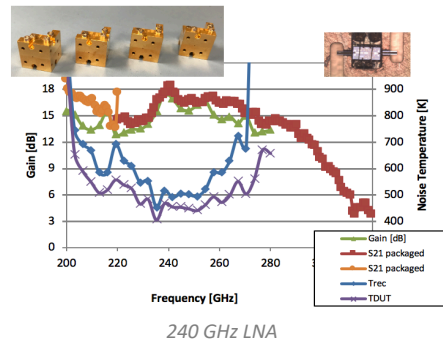 18 900
15 800
12 700
9 600
6 500
3 400
0
Gain [dB]
Noise Temperature [K]
200 220 240 260 280
Frequency [GHz]
Gain [dB]
S21 packaged
S21 packaged
Trec
TDUT
240 GHz LNA